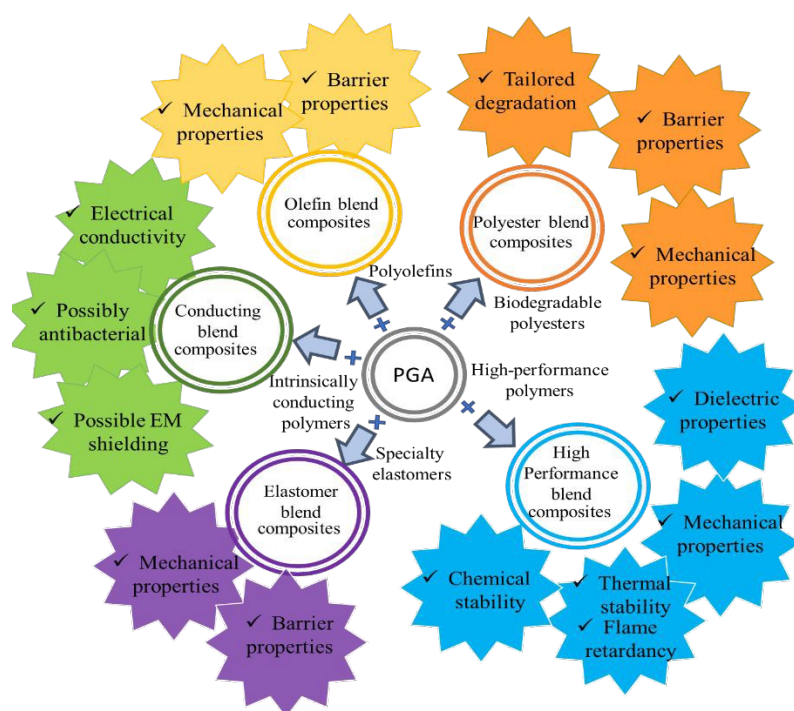 ✓ Barrier
properties
✓ Mechanical
properties
Olefin blend
composites
Polyolefins
✓ Tailored
degradation
✓ Barrier
properties
✓ Mechanical
properties
Polyester blend
composites
Biodegradable
polyesters
✓ Electrical
conductivity
✓ Possibly
antibacterial
✓ Possible EM
shielding
Conducting
blend
composites
Intrinsically
conducting
polymers
+
+
+
+
+
PGA
High-performance
polymers
✓ Dielectric
properties
✓ Mechanical
properties
✓ Thermal
stability
✓ Flame
retardancy
✓ Chemical
stability
High
Performance
blend
composites
Specialty
elastomers
Elastomer blend
composites
✓ Mechanical
properties
✓ Barrier
properties